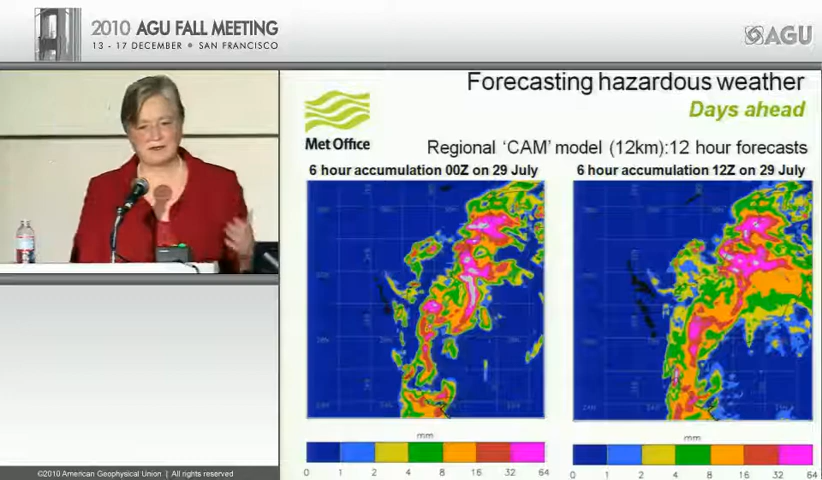 2010 AGU FALL MEETING
13 - 17 DECEMBER • SAN FRANCISCO
AGU
Forecasting hazardous weather
Days ahead
Met Office
Regional ‘CAM’ model (12km):12 hour forecasts
6 hour accumulation 00Z on 29 July
6 hour accumulation 12Z on 29 July
mm
mm
0 1 2 4 8 16 32 64
0 1 2 4 8 16 32 64
©2010 American Geophysical Union | All rights reserved